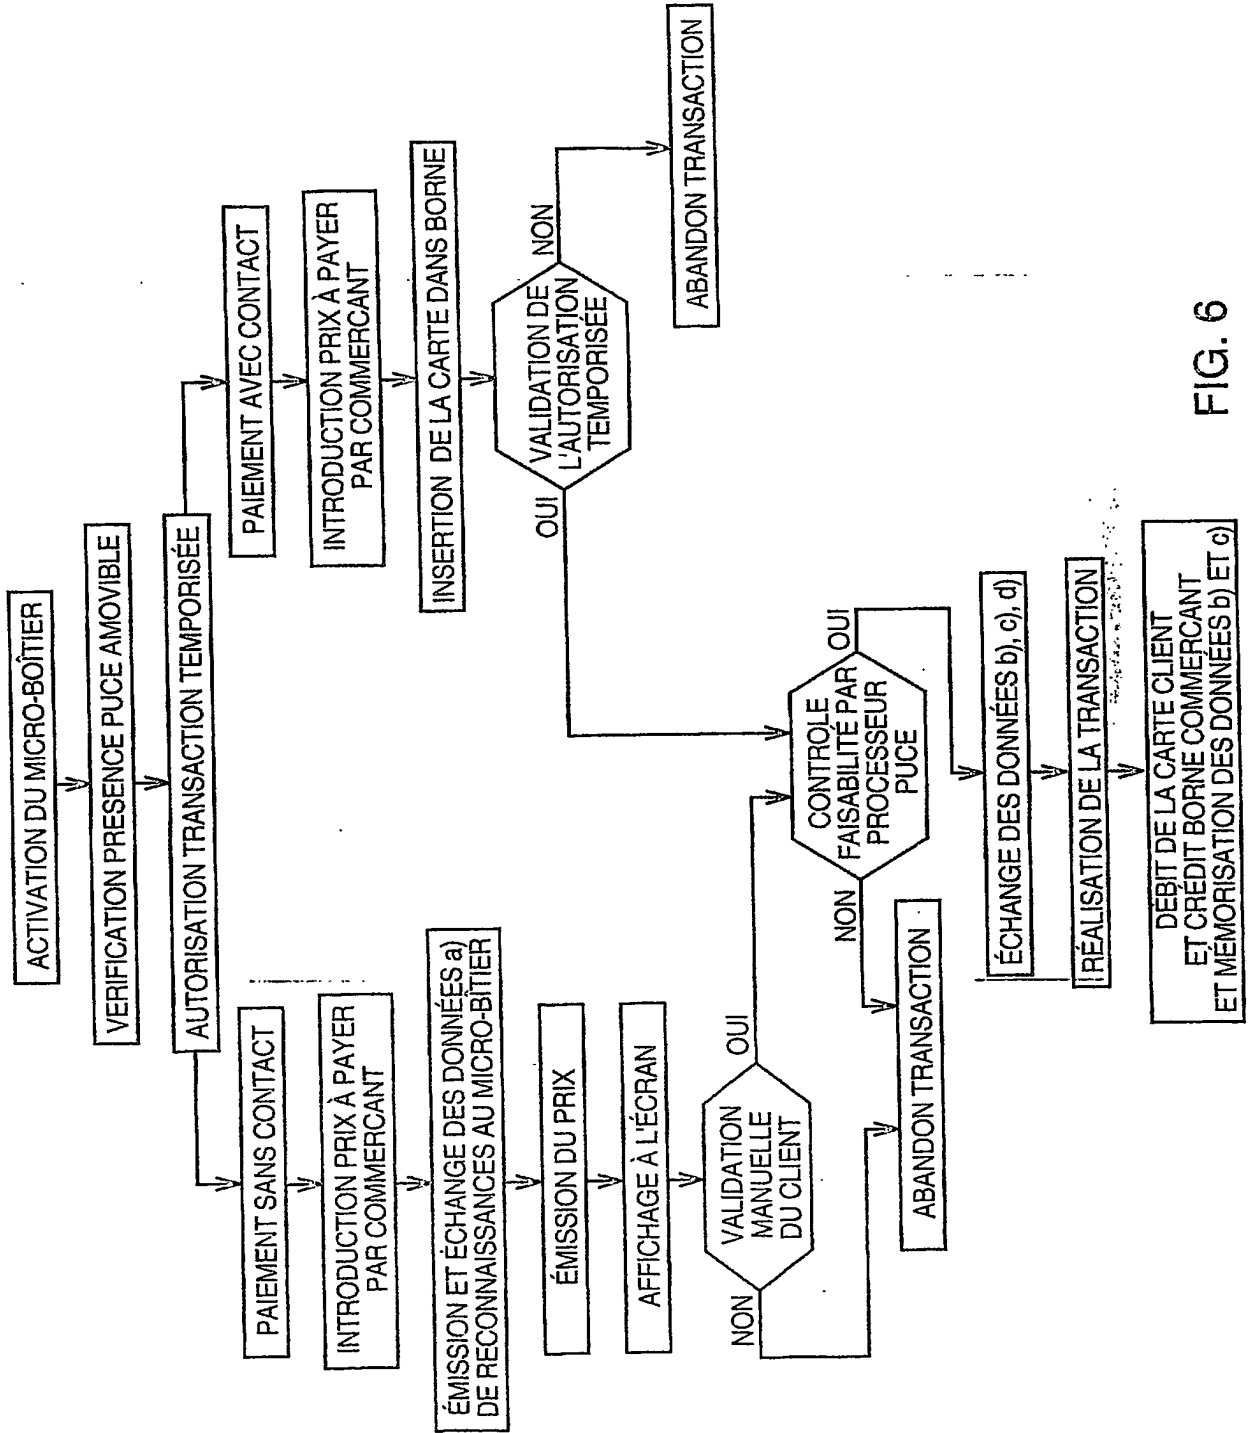 ACTIVATION DU MICRO-BOÎTIER
VERIFICATION PRESENCE PUCE AMOVIBLE
AUTORISATION TRANSACTION TEMPORISÉE
PAIEMENT SANS CONTACT
INTRODUCTION PRIX À PAYER
PAR COMMERCANT
ÉMISSION ET ÉCHANGE DES DONNÉES a)
DE RECONNAISSANCES AU MICRO-BÎTIER
ÉMISSION DU PRIX
AFFICHAGE À L'ÉCRAN
VALIDATION
MANUELLE
DU CLIENT
NON
OUI
ABANDON TRANSACTION
PAIEMENT AVEC CONTACT
INTRODUCTION PRIX À PAYER
PAR COMMERCANT
INSERTION DE LA CARTE DANS BORNE
VALIDATION DE
L'AUTORISATION
TEMPORISÉE
OUI
NON
ABANDON TRANSACTION
CONTROLE
FAISABILITÉ PAR
PROCESSEUR
PUCE
NON
OUI
ÉCHANGE DES DONNÉES b), c), d)
RÉALISATION DE LA TRANSACTION
DÉBIT DE LA CARTE CLIENT
ET CRÉDIT BORNE COMMERCANT
ET MÉMORISATION DES DONNÉES b) ET c)
FIG. 6